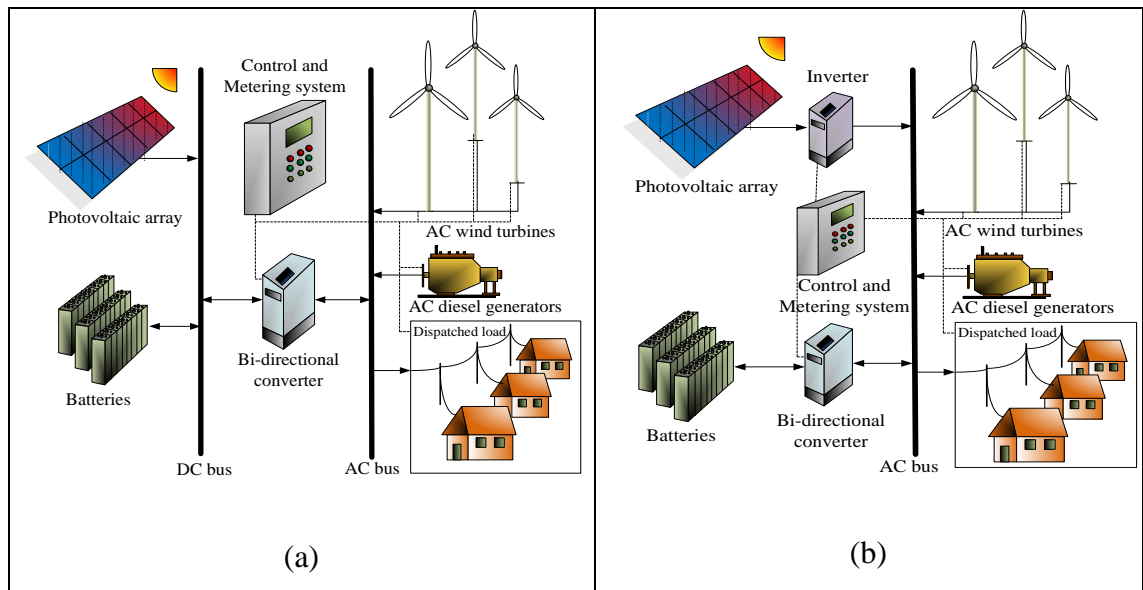 Control and
Metering system
Photovoltaic array
AC wind turbines
AC diesel generators
Dispatched load
Bi-directional
converter
Batteries
DC bus
AC bus
(a)
Inverter
Photovoltaic array
AC wind turbines
Control and
Metering system
AC diesel generators
Dispatched load
Batteries
Bi-directional
converter
AC bus
(b)